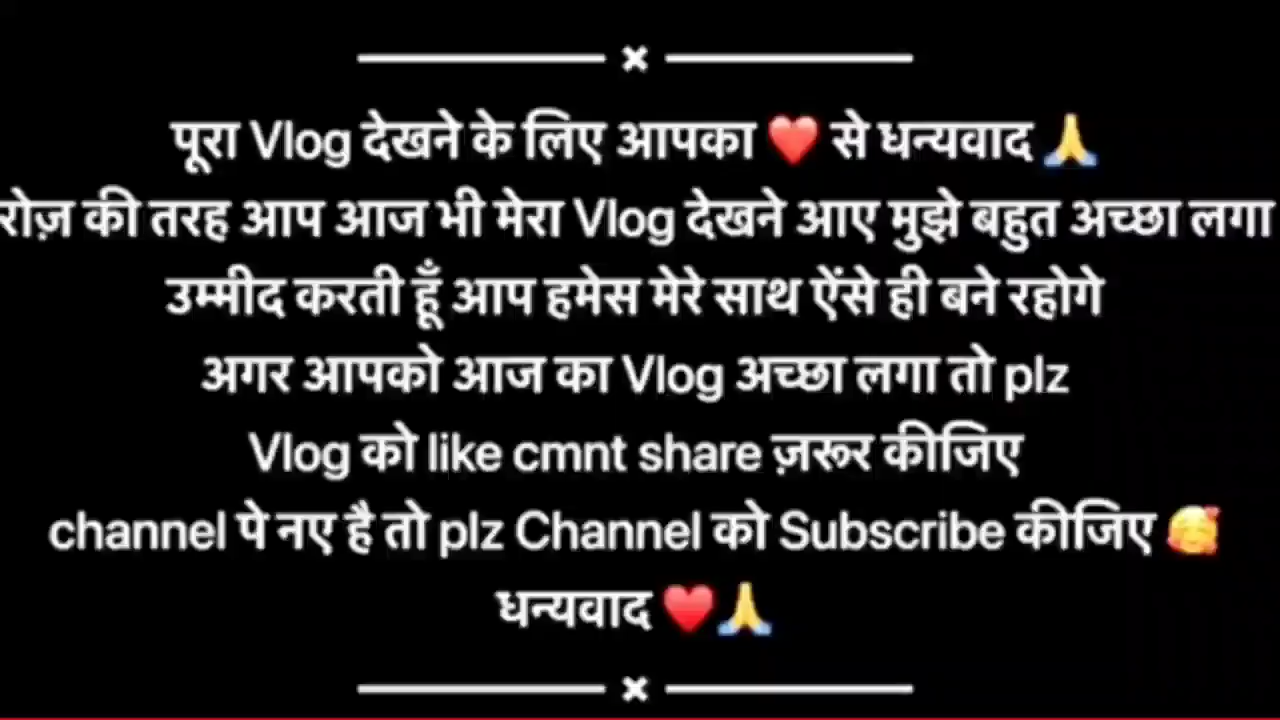 पूरा Vlog देखने के लिए आपका ❤️ से धन्यवाद 🙏
रोज़ की तरह आप आज भी मेरा Vlog देखने आए मुझे बहुत अच्छा लगा
उम्मीद करती हूँ आप हमेस मेरे साथ ऐंसे ही बने रहोगे
अगर आपको आज का Vlog अच्छा लगा तो plz
Vlog को like cmnt share ज़रूर कीजिए
channel पे नए है तो plz Channel को Subscribe कीजिए 🥰
धन्यवाद ❤️🙏